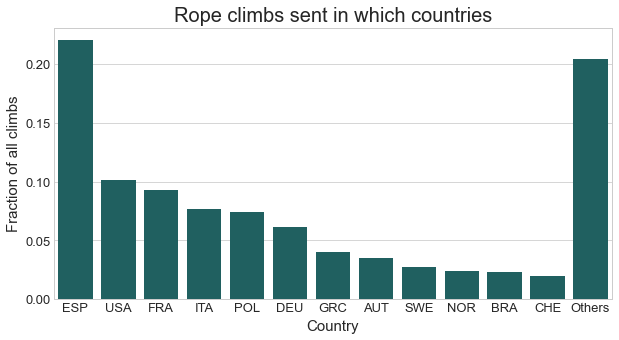 Rope climbs sent in which countries
Fraction of all climbs
0.20
0.15
0.10
0.05
0.00
ESP USA FRA ITA POL DEU GRC AUT SWE NOR BRA CHE Others
Country